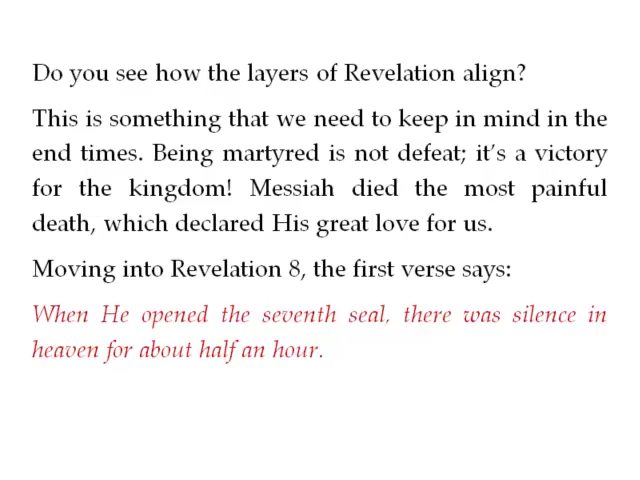 Do you see how the layers of Revelation align?
This is something that we need to keep in mind in the
end times. Being martyred is not defeat; it’s a victory
for the kingdom! Messiah died the most painful
death, which declared His great love for us.
Moving into Revelation 8, the first verse says:
When He opened the seventh seal, there was silence in
heaven for about half an hour.